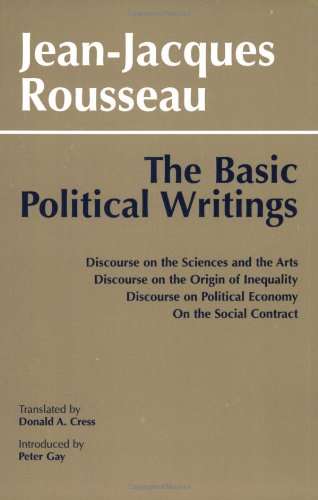 Jean-Jacques
Rousseau
The Basic
Political Writings
Discourse on the Sciences and the Arts
Discourse on the Origin of Inequality
Discourse on Political Economy
On the Social Contract
Translated by
Donald A. Cress
Introduced by
Peter Gay